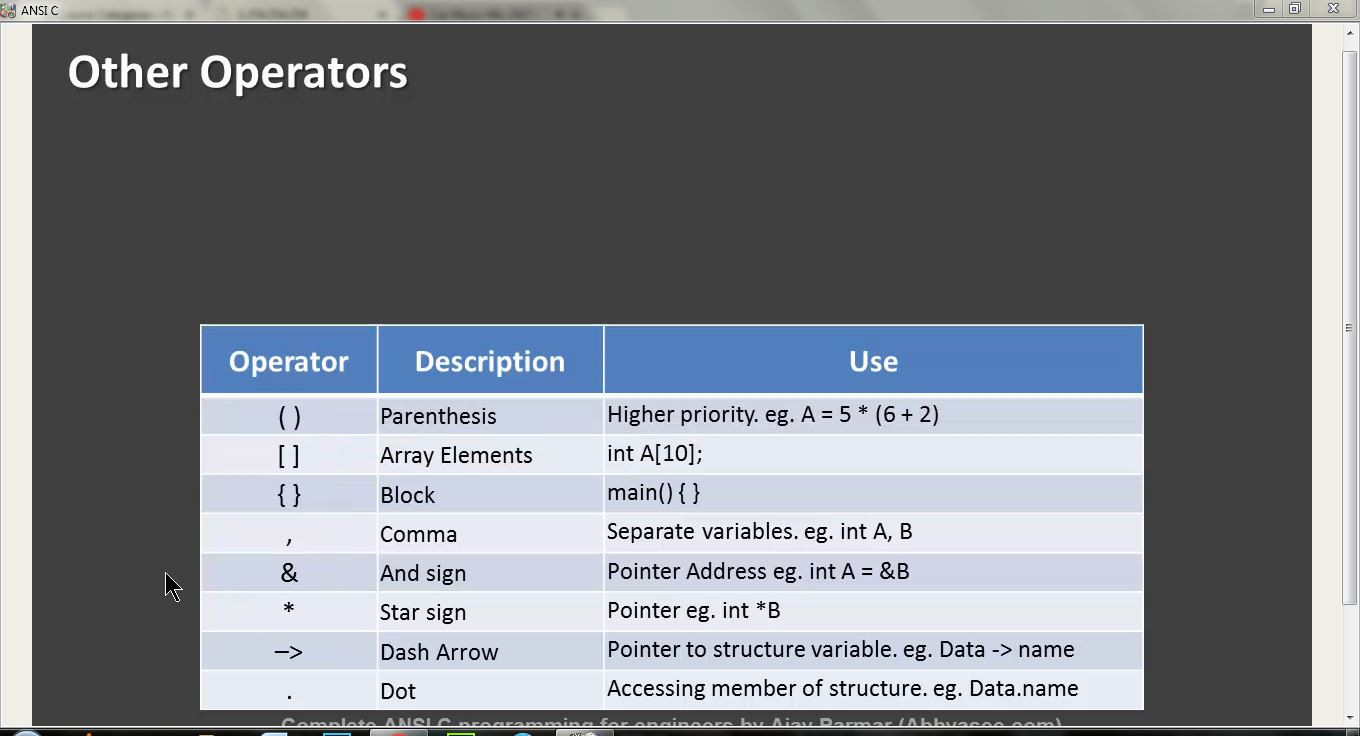 ANSI C
Other Operators
Operator Description Use
( ) Parenthesis Higher priority. eg. A = 5 * (6 + 2)
[ ] Array Elements int A[10];
{ } Block main() { }
, Comma Separate variables. eg. int A, B
& And sign Pointer Address eg. int A = &B
* Star sign Pointer eg. int *B
–> Dash Arrow Pointer to structure variable. eg. Data -> name
. Dot Accessing member of structure. eg. Data.name
Complete ANSI C programming for engineers by Ajay Parmar (Abhyasee.com)